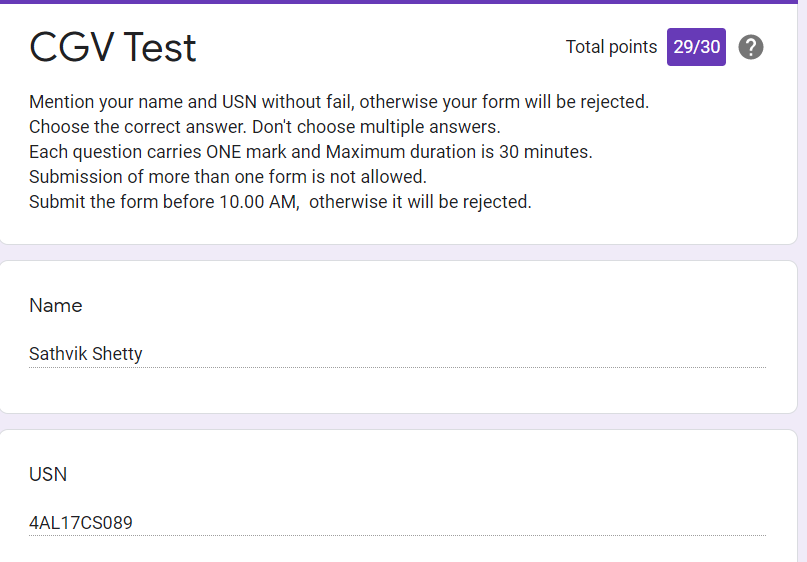 CGV Test
Total points 29/30
Mention your name and USN without fail, otherwise your form will be rejected.
Choose the correct answer. Don't choose multiple answers.
Each question carries ONE mark and Maximum duration is 30 minutes.
Submission of more than one form is not allowed.
Submit the form before 10.00 AM,  otherwise it will be rejected.
Name
Sathvik Shetty
USN
4AL17CS089